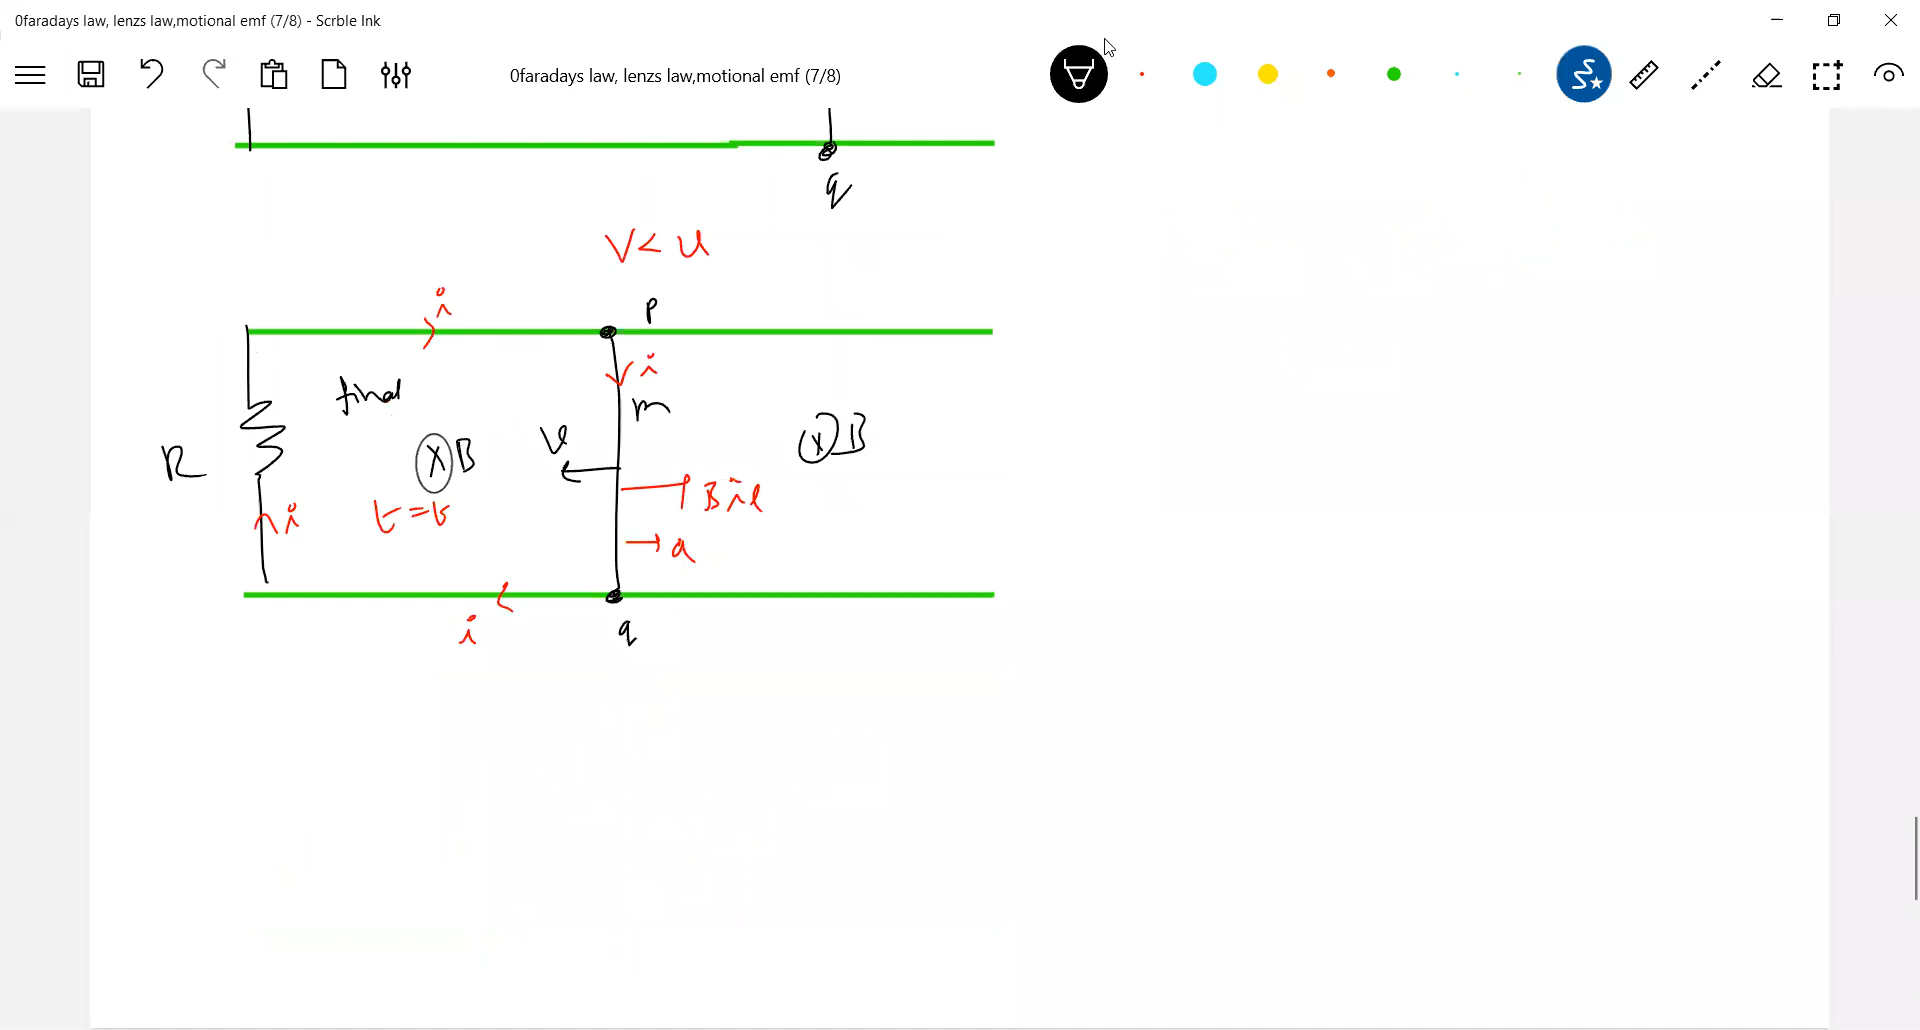 0faradays law, lenzs law,motional emf (7/8) - Scrble Ink
0faradays law, lenzs law,motional emf (7/8)
q
V < u
i
P
i
final
m
R
X B
v
X B
t = t
i
Bil
a
i
q